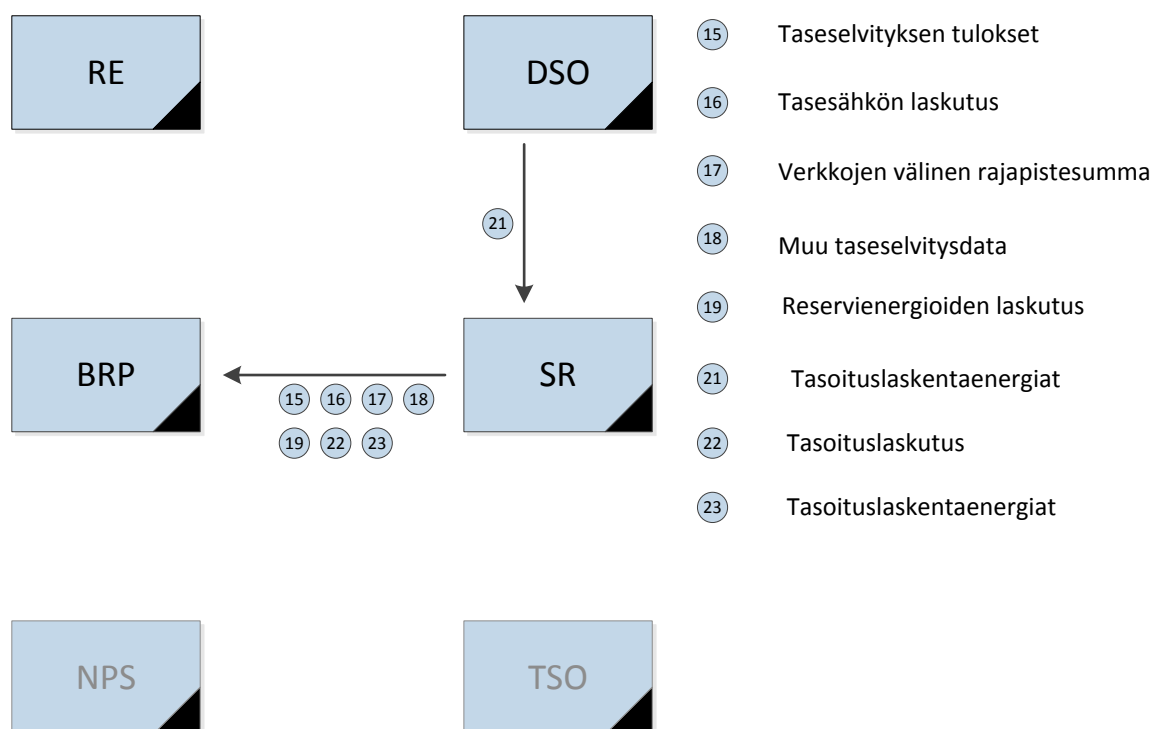 RE
DSO
21
BRP
SR
15 16 17 18
19 22 23
NPS
TSO
15 Taseselvityksen tulokset
16 Tasesähkön laskutus
17 Verkkojen välinen rajapistesumma
18 Muu taseselvitysdata
19 Reservienergioiden laskutus
21 Tasoituslaskentaenergiat
22 Tasoituslaskutus
23 Tasoituslaskentaenergiat